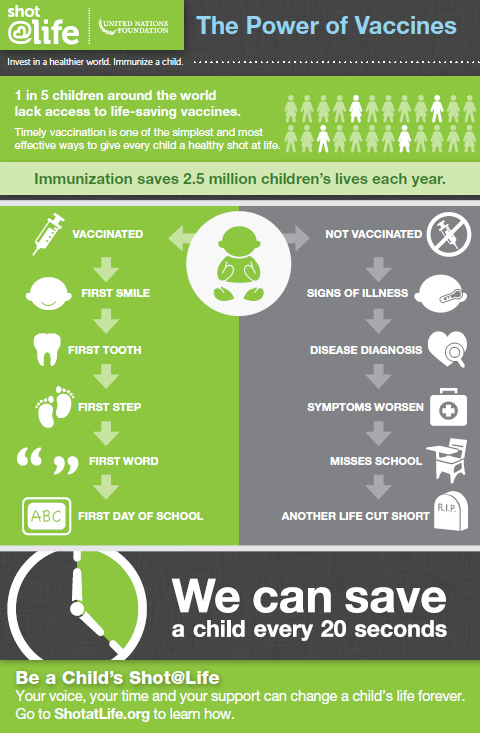 shot
@life
UNITED NATIONS
FOUNDATION
The Power of Vaccines
Invest in a healthier world. Immunize a child.
1 in 5 children around the world
lack access to life-saving vaccines.
Timely vaccination is one of the simplest and most
effective ways to give every child a healthy shot at life.
Immunization saves 2.5 million children's lives each year.
VACCINATED
FIRST SMILE
FIRST TOOTH
FIRST STEP
“ ” FIRST WORD
ABC FIRST DAY OF SCHOOL
NOT VACCINATED
SIGNS OF ILLNESS
DISEASE DIAGNOSIS
SYMPTOMS WORSEN
MISSES SCHOOL
ANOTHER LIFE CUT SHORT R.I.P.
We can save
a child every 20 seconds
Be a Child's Shot@Life
Your voice, your time and your support can change a child's life forever.
Go to ShotatLife.org to learn how.